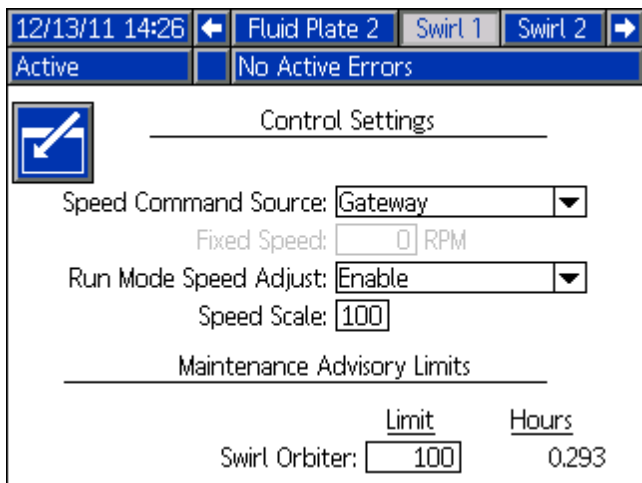 12/13/11 14:26 Fluid Plate 2 Swirl 1 Swirl 2
Active No Active Errors
Control Settings
Speed Command Source: Gateway
Fixed Speed: 0 RPM
Run Mode Speed Adjust: Enable
Speed Scale: 100
Maintenance Advisory Limits
Limit Hours
Swirl Orbiter: 100 0.293